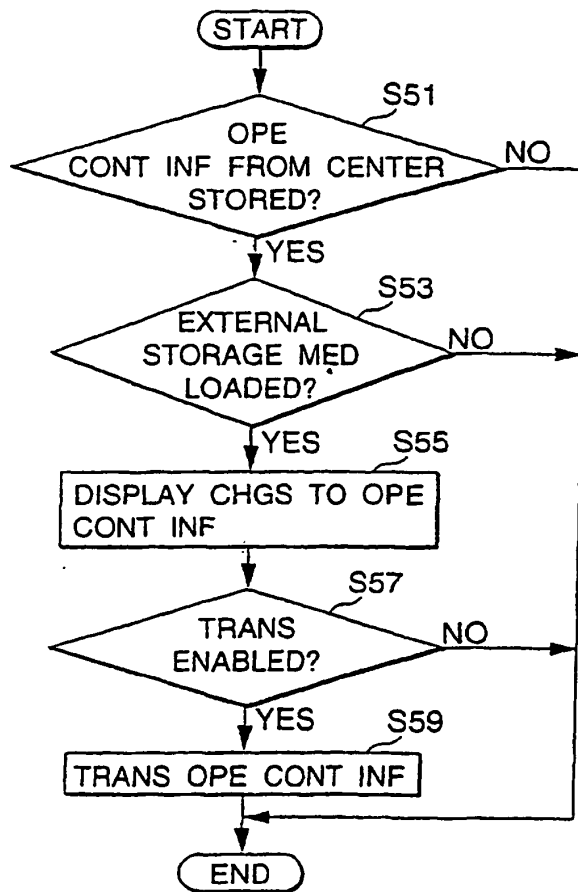 START
S51
OPE
CONT INF FROM CENTER
STORED?
NO
YES
S53
EXTERNAL
STORAGE MED
LOADED?
NO
YES
S55
DISPLAY CHGS TO OPE
CONT INF
S57
TRANS
ENABLED?
NO
YES
S59
TRANS OPE CONT INF
END